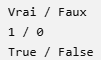 Vrai / Faux
1 / 0
True / False